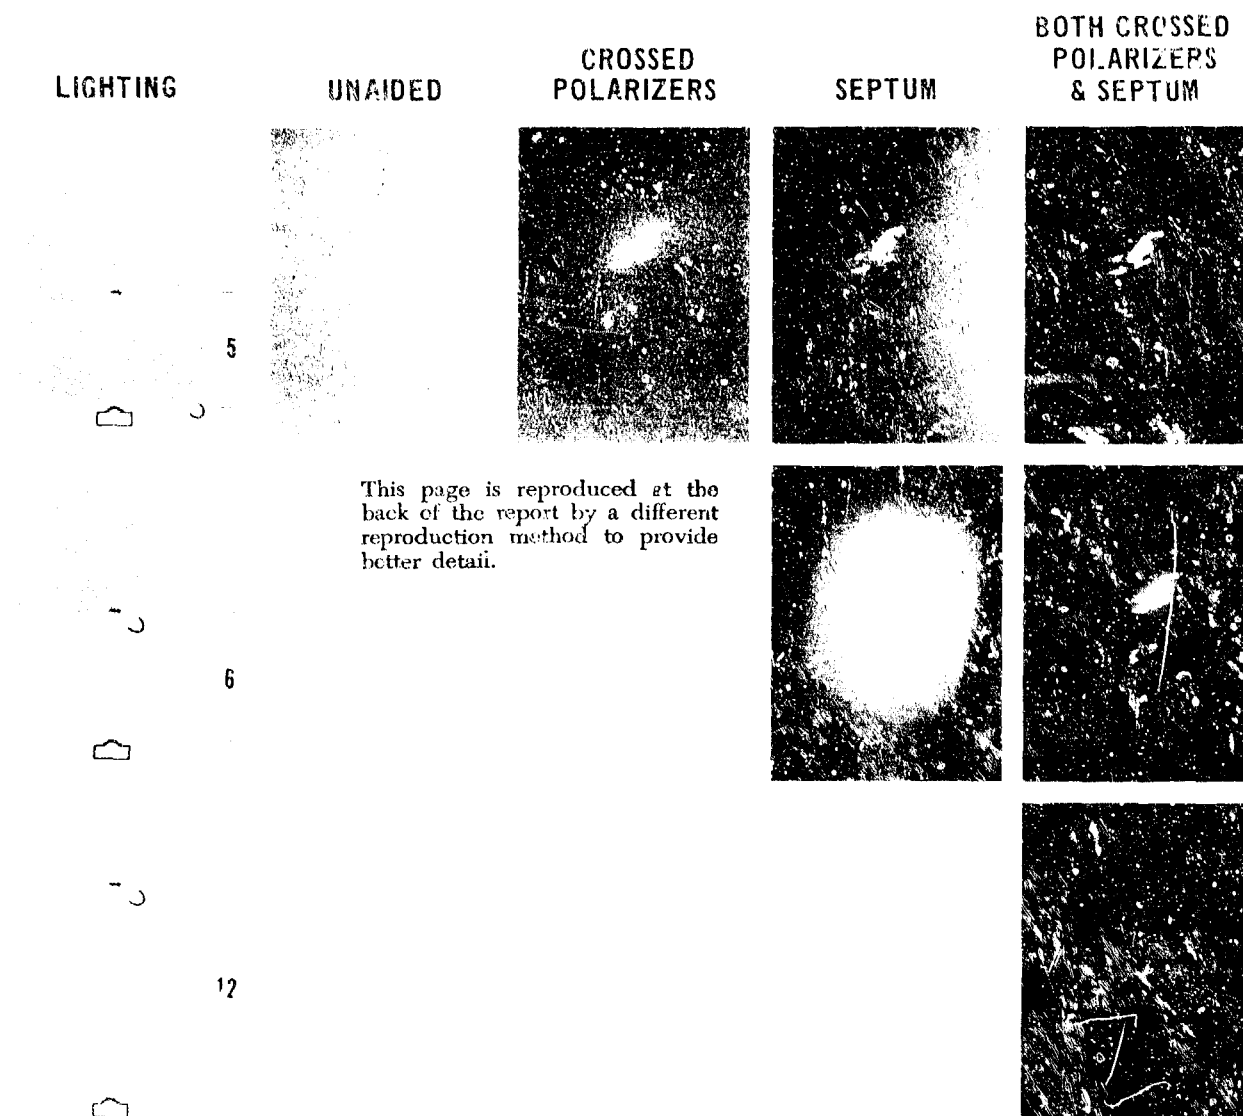 LIGHTING
UNAIDED
CROSSED
POLARIZERS
SEPTUM
BOTH CROSSED
POLARIZERS
& SEPTUM
5
This page is reproduced at the
back of the report by a different
reproduction method to provide
better detail.
6
12